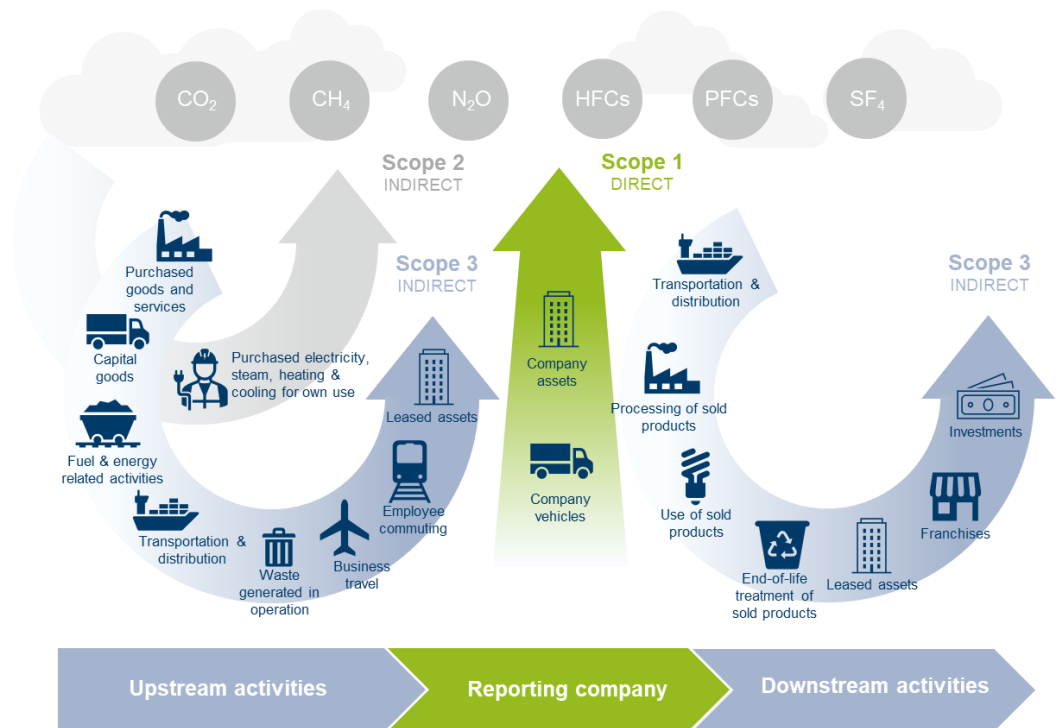 CO₂
CH₄
N₂O
HFCs
PFCs
SF₄
Scope 2
INDIRECT
Scope 1
DIRECT
Scope 3
INDIRECT
Scope 3
INDIRECT
Purchased
goods and
services
Capital
goods
Fuel & energy
related activities
Transportation &
distribution
Waste
generated in
operation
Business
travel
Employee
commuting
Leased assets
Purchased electricity,
steam, heating &
cooling for own use
Company
assets
Company
vehicles
Transportation &
distribution
Processing of sold
products
Use of sold
products
End-of-life
treatment of
sold products
Leased assets
Franchises
Investments
Upstream activities
Reporting company
Downstream activities